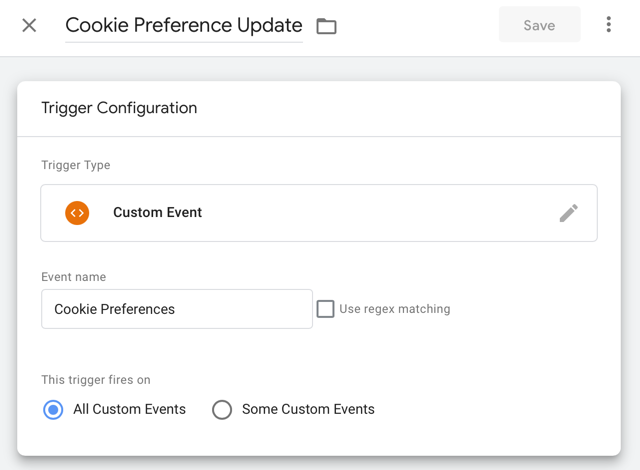 Cookie Preference Update
Save
Trigger Configuration
Trigger Type
Custom Event
Event name
Cookie Preferences
Use regex matching
This trigger fires on
All Custom Events
Some Custom Events